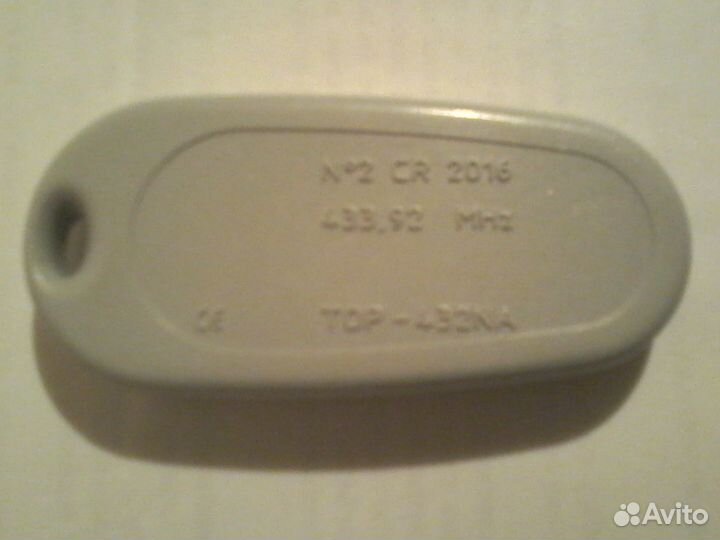 N°2 CR 2016
433,92 MHz
CE TOP-432NA
Avito